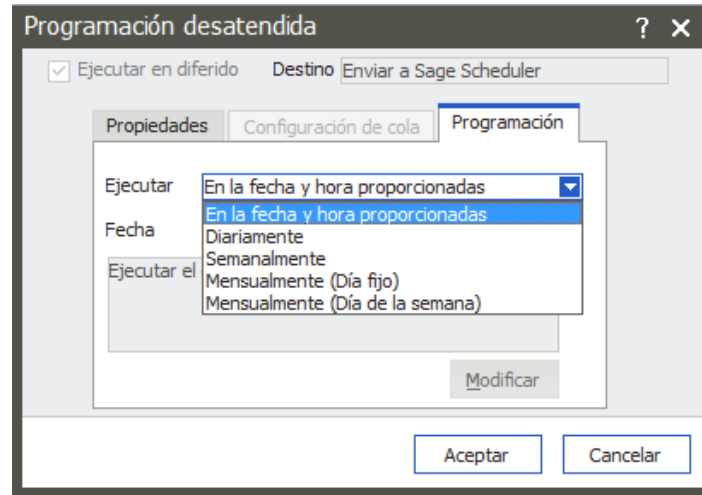 Programación desatendida ? X
Ejecutar en diferido Destino Enviar a Sage Scheduler
Propiedades Configuración de cola Programación
Ejecutar En la fecha y hora proporcionadas
En la fecha y hora proporcionadas
Fecha
Diariamente
Semanalmente
Ejecutar el
Mensualmente (Día fijo)
Mensualmente (Día de la semana)
Modificar
Aceptar Cancelar